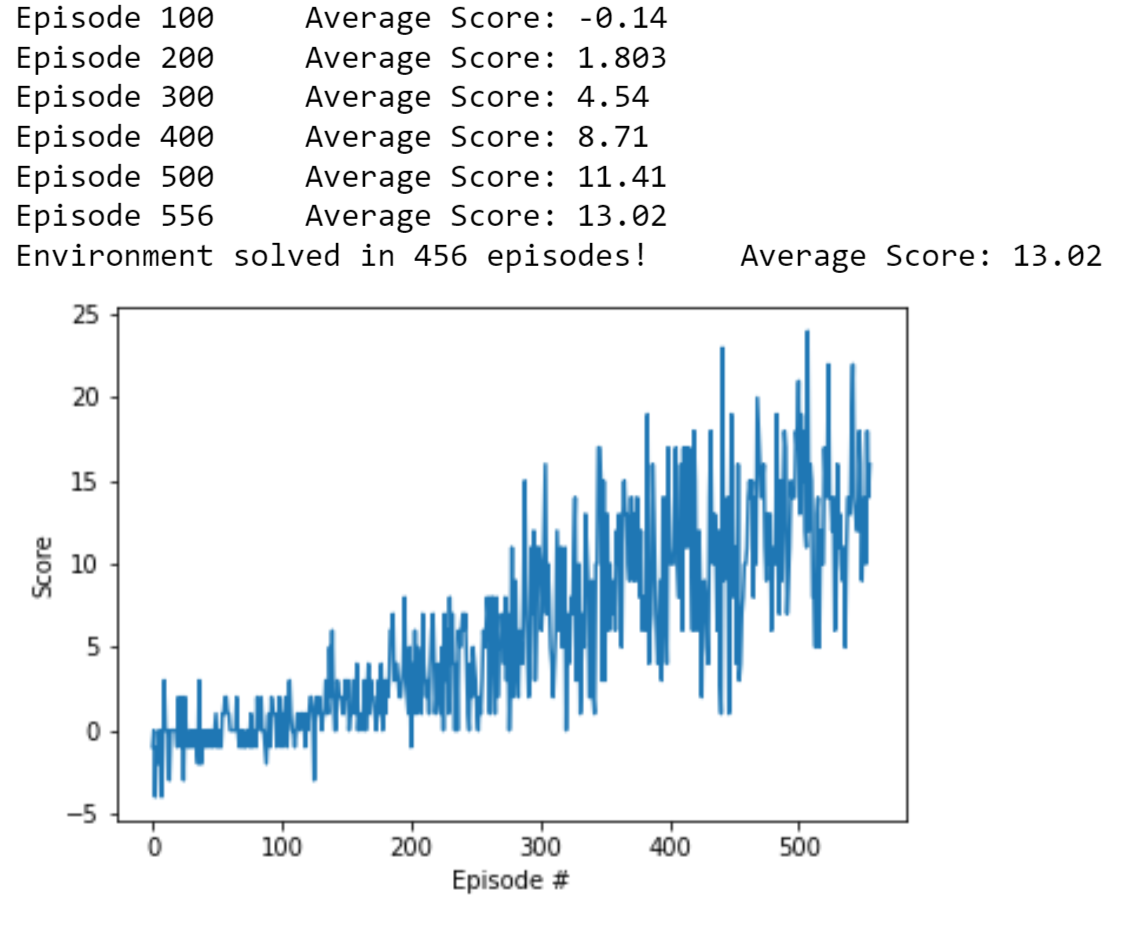 Episode 100 Average Score: -0.14
Episode 200 Average Score: 1.803
Episode 300 Average Score: 4.54
Episode 400 Average Score: 8.71
Episode 500 Average Score: 11.41
Episode 556 Average Score: 13.02
Environment solved in 456 episodes! Average Score: 13.02
25
20
15
10
5
0
−5
Score
0 100 200 300 400 500
Episode #